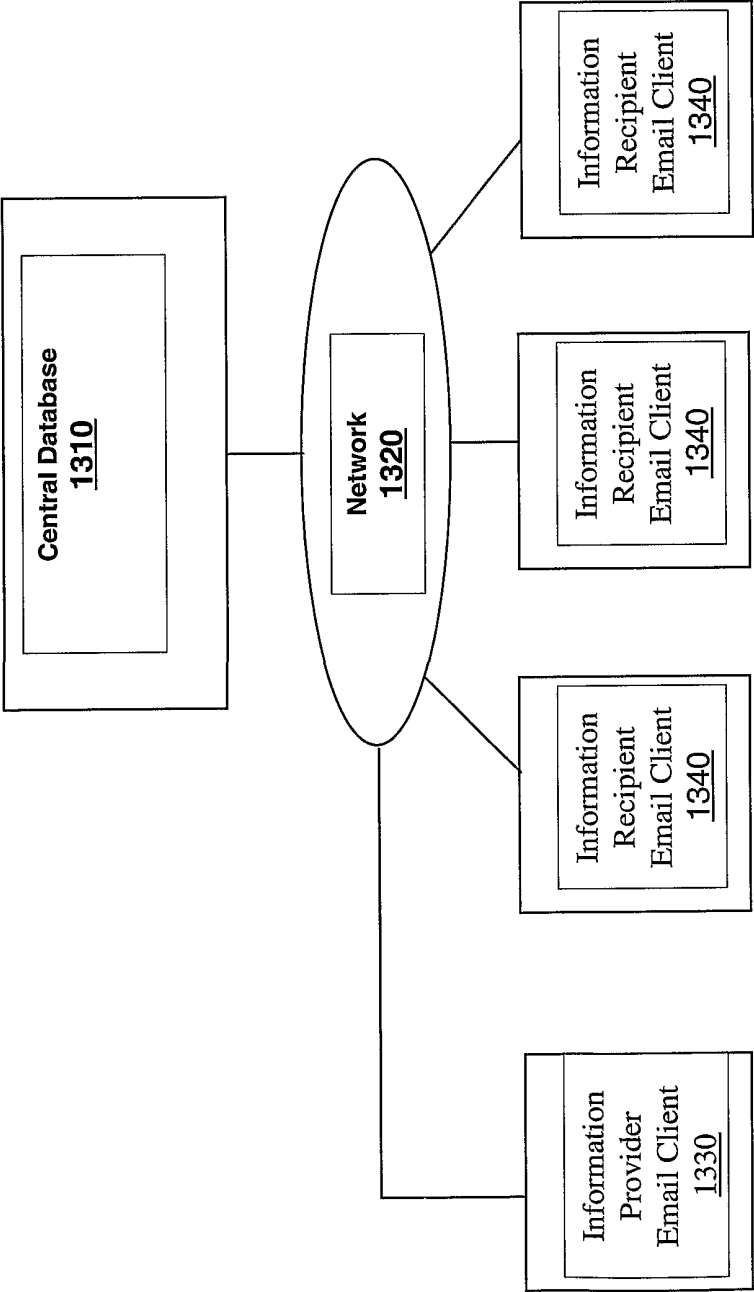 Central Database
1310
Network
1320
Information
Provider
Email Client
1330
Information
Recipient
Email Client
1340
Information
Recipient
Email Client
1340
Information
Recipient
Email Client
1340